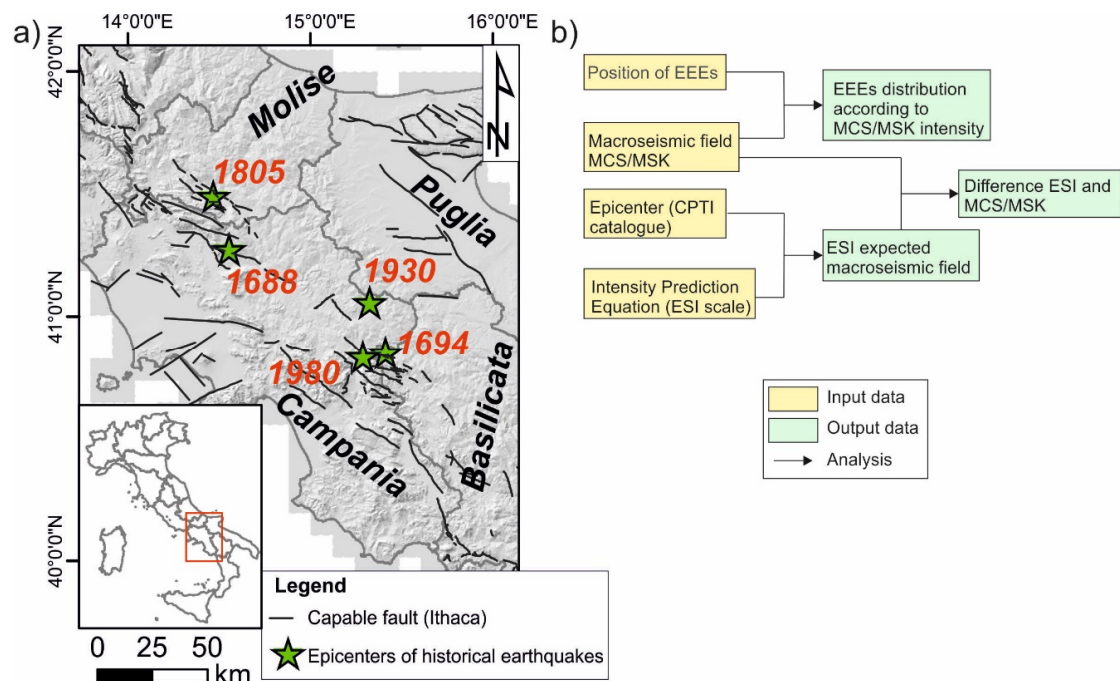 a)
14°0'0"E
15°0'0"E
16°0'0"E
42°0'0"N
41°0'0"N
40°0'0"N
N
Molise
1805
Puglia
1688
1930
1694
1980
Campania
Basilicata
0 25 50
km
Legend
Capable fault (Ithaca)
Epicenters of historical earthquakes
b)
Position of EEEs
Macroseismic field
MCS/MSK
Epicenter (CPTI
catalogue)
Intensity Prediction
Equation (ESI scale)
EEEs distribution
according to
MCS/MSK intensity
Difference ESI and
MCS/MSK
ESI expected
macroseismic field
Input data
Output data
Analysis